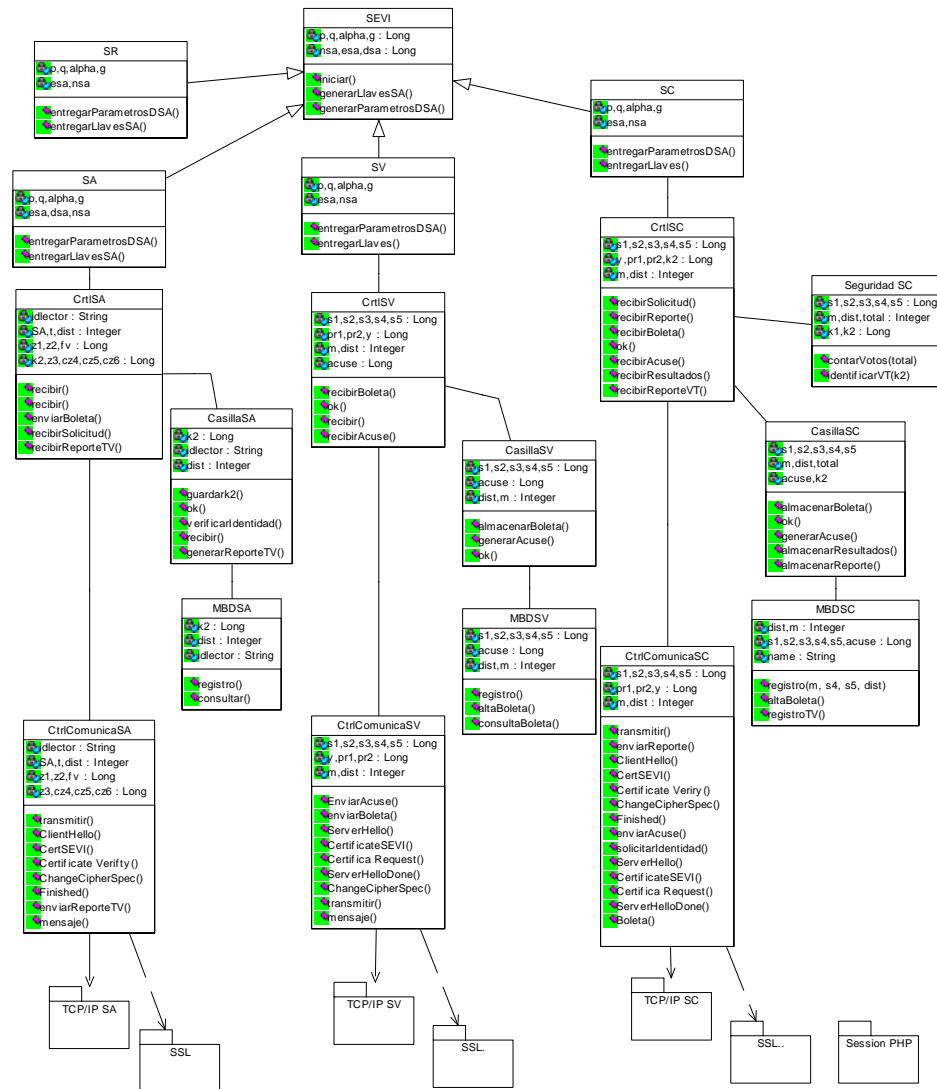 SEVI
p,q,alpha,g : Long
nsa,esa,dsa : Long
iniciar()
generarLlavesSA()
generarParametrosDSA()
SR
p,q,alpha,g
esa,nsa
entregarParametrosDSA()
entregarLlavesSA()
SC
p,q,alpha,g
esa,nsa
entregarParametrosDSA()
entregarLlaves()
SA
p,q,alpha,g
esa,dsa,nsa
entregarParametrosDSA()
entregarLlavesSA()
SV
p,q,alpha,g
esa,nsa
entregarParametrosDSA()
entregarLlaves()
CrtlSA
idlector : String
SA,t,dist : Integer
z1,z2,fv : Long
k2,z3,cz4,cz5,cz6 : Long
recibir()
recibir()
enviarBoleta()
recibirSolicitud()
recibirReporteTV()
CrtlSV
s1,s2,s3,s4,s5 : Long
pr1,pr2,y : Long
m,dist : Integer
acuse : Long
recibirBoleta()
ok()
recibir()
recibirAcuse()
CrtlSC
s1,s2,s3,s4,s5 : Long
y,pr1,pr2,k2 : Long
m,dist : Integer
recibirSolicitud()
recibirReporte()
recibirBoleta()
ok()
recibirAcuse()
recibirResultados()
recibirReporteVT()
Seguridad SC
s1,s2,s3,s4,s5 : Long
m,dist,total : Integer
k1,k2 : Long
contarVotos(total)
identificarVT(k2)
CasillaSA
k2 : Long
idlector : String
dist : Integer
guardark2()
ok()
verificarIdentidad()
recibir()
generarReporteTV()
CasillaSV
s1,s2,s3,s4,s5 : Long
acuse : Long
dist,m : Integer
almacenarBoleta()
generarAcuse()
ok()
CasillaSC
s1,s2,s3,s4,s5
m,dist,total
acuse,k2
almacenarBoleta()
ok()
generarAcuse()
almacenarResultados()
almacenarReporte()
MBDSA
k2 : Long
dist : Integer
idlector : String
registro()
consultar()
MBDSV
s1,s2,s3,s4,s5 : Long
acuse : Long
dist,m : Integer
registro()
altaBoleta()
consultaBoleta()
MBDSC
dist,m : Integer
s1,s2,s3,s4,s5,acuse : Long
name : String
registro(m, s4, s5, dist)
altaBoleta()
registroTV()
CtrlComunicaSA
idlector : String
SA,t,dist : Integer
z1,z2,fv : Long
z3,cz4,cz5,cz6 : Long
transmitir()
ClientHello()
CertSEVI()
Certificate Verifty()
ChangeCipherSpec()
Finished()
enviarReporteTV()
mensaje()
CtrlComunicaSV
s1,s2,s3,s4,s5 : Long
y,pr1,pr2 : Long
m,dist : Integer
EnviarAcuse()
enviarBoleta()
ServerHello()
CertificateSEVI()
Certifica Request()
ServerHelloDone()
ChangeCipherSpec()
transmitir()
mensaje()
CtrlComunicaSC
s1,s2,s3,s4,s5 : Long
pr1,pr2,y : Long
m,dist : Integer
transmitir()
enviarReporte()
ClientHello()
CertSEVI()
Certificate Veriry()
ChangeCipherSpec()
Finished()
enviarAcuse()
solicitarIdentidad()
ServerHello()
CertificateSEVI()
Certifica Request()
ServerHelloDone()
Boleta()
TCP/IP SA
SSL
TCP/IP SV
SSL.
TCP/IP SC
SSL..
Session PHP